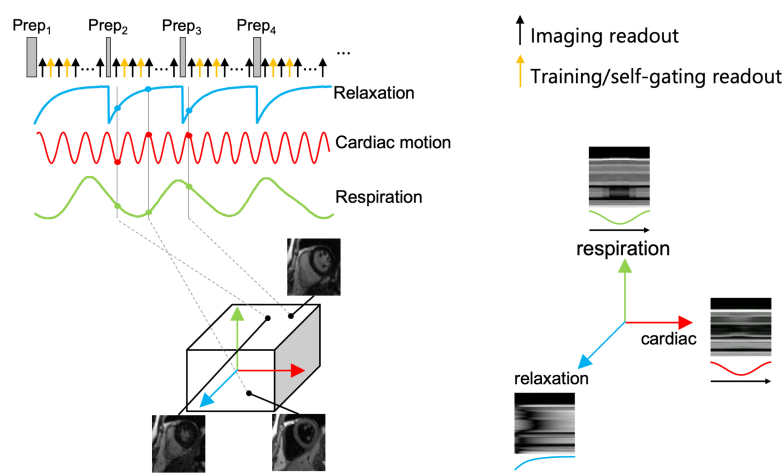 Prep1 Prep2 Prep3 Prep4
...
... ... ... ...
Imaging readout
Training/self-gating readout
Relaxation
Cardiac motion
Respiration
respiration
cardiac
relaxation